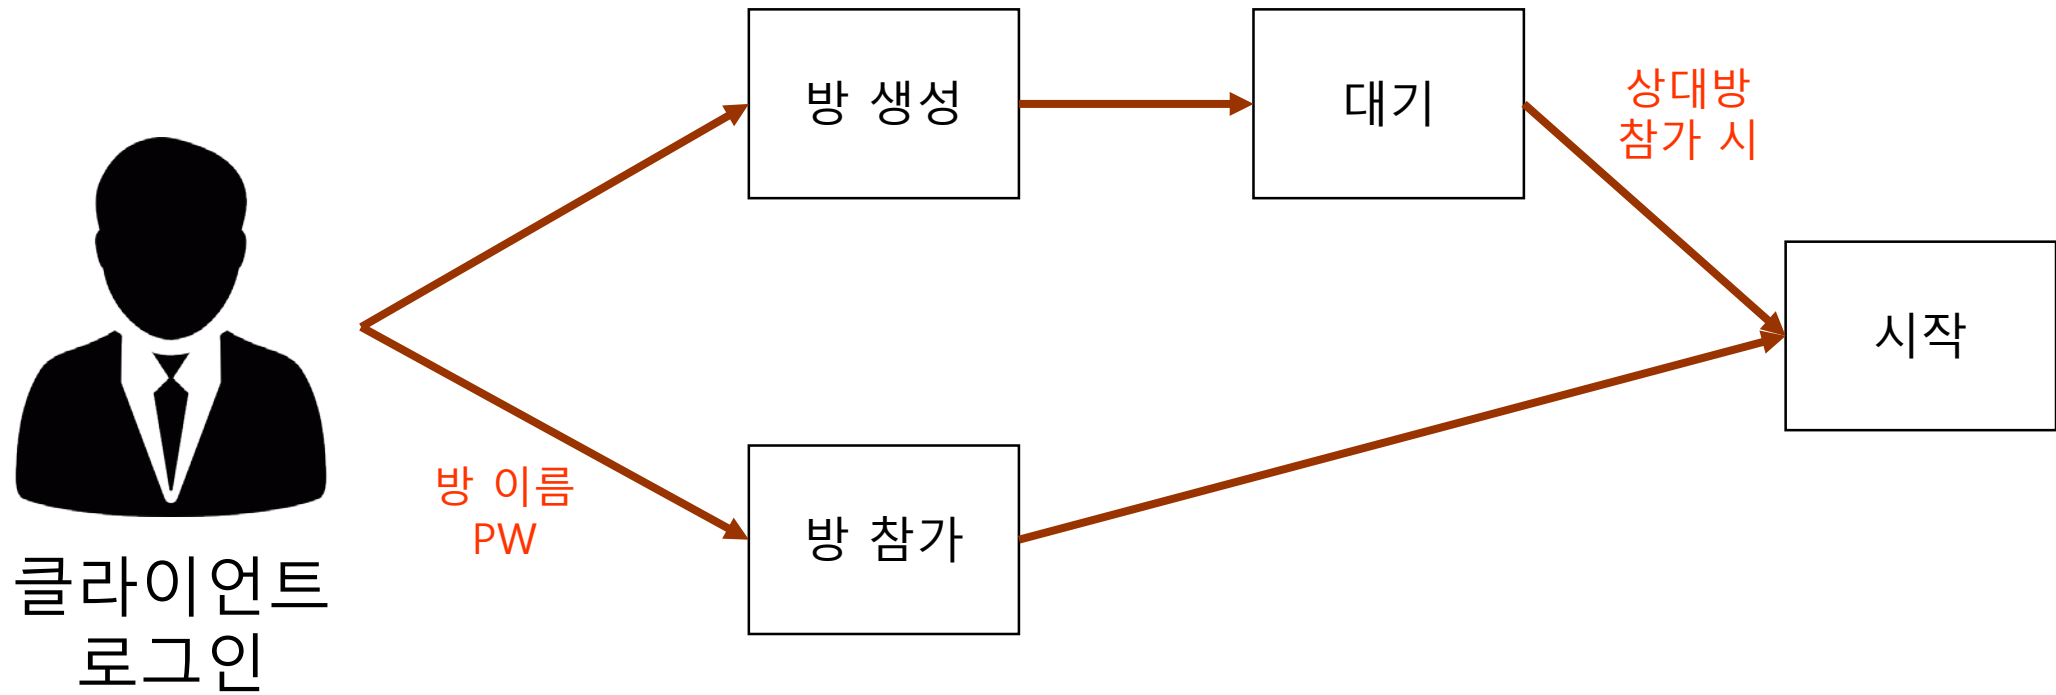 방 생성
대기
상대방
참가 시
시작
방 이름
PW
방 참가
클라이언트
로그인